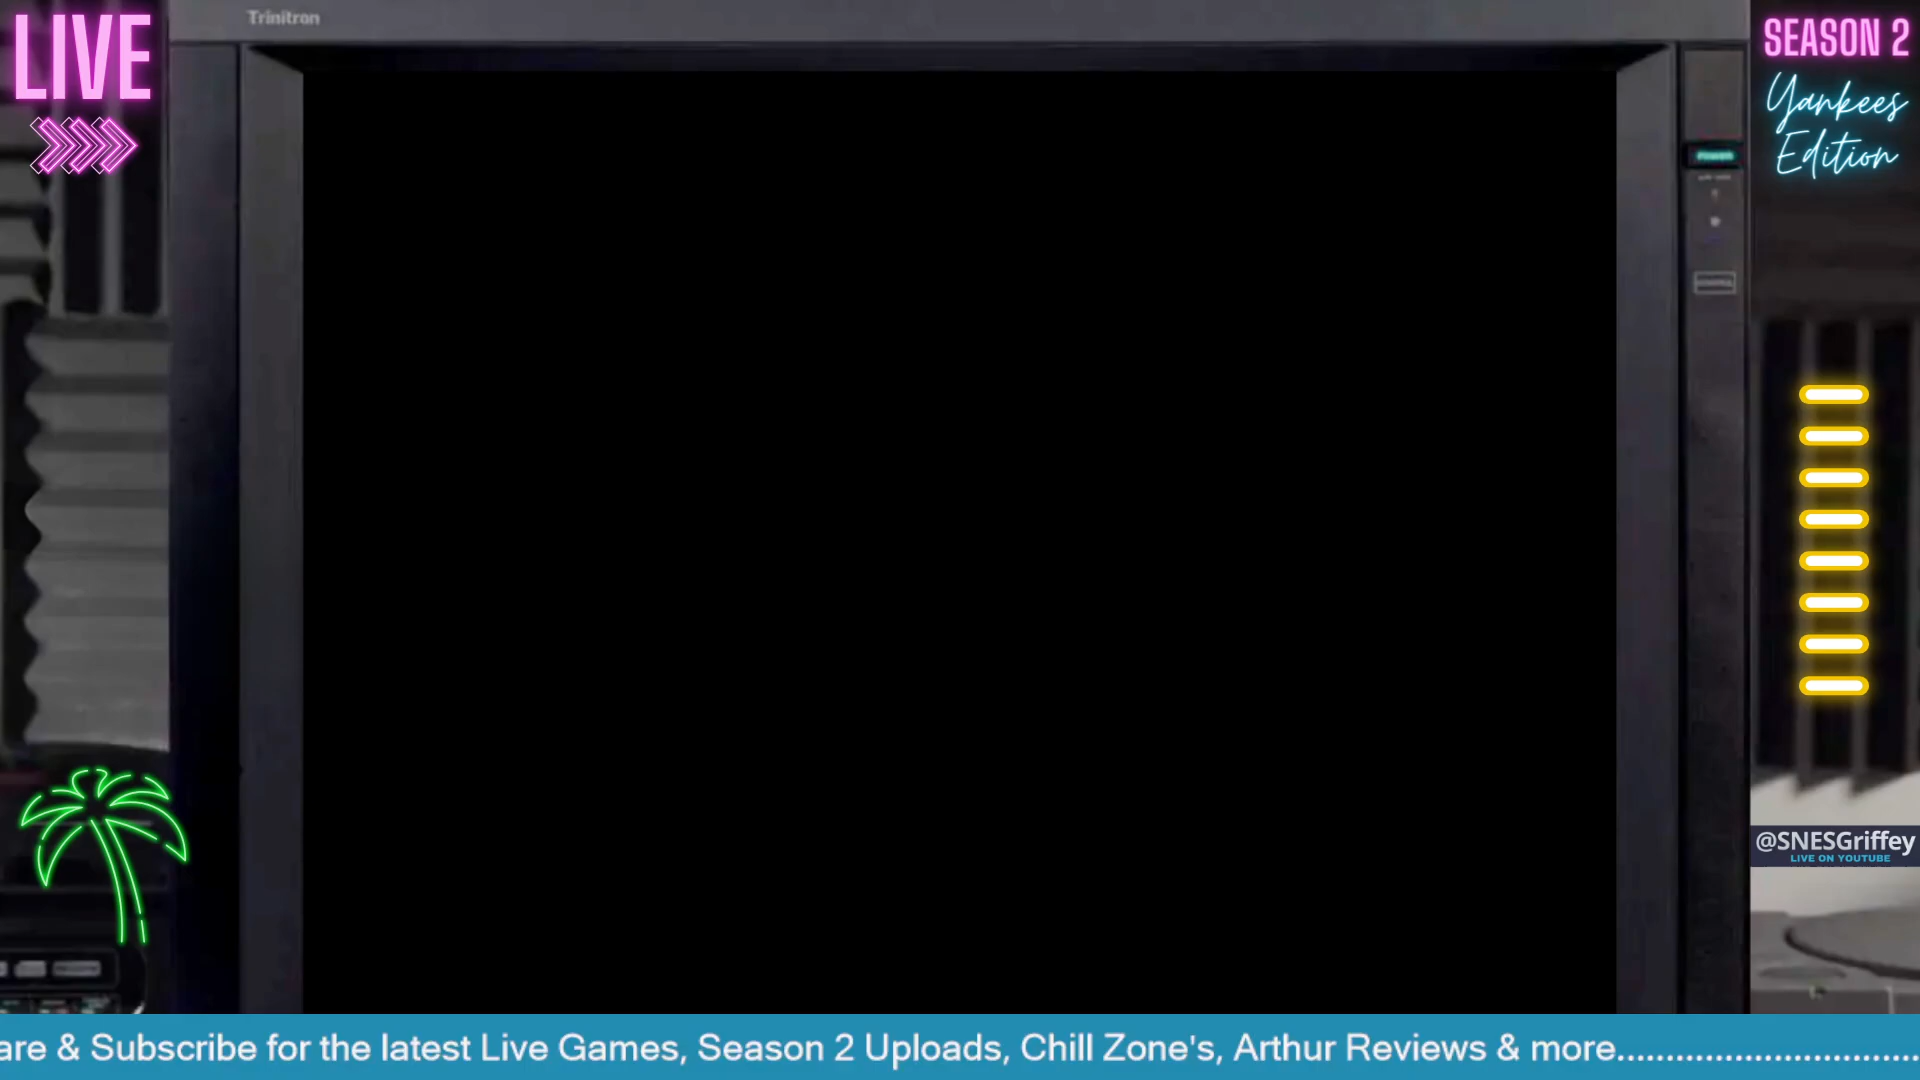 Trinitron
LIVE
SEASON 2
Yankees
Edition
POWER
@SNESGriffey
LIVE ON YOUTUBE
are & Subscribe for the latest Live Games, Season 2 Uploads, Chill Zone's, Arthur Reviews & more...............................